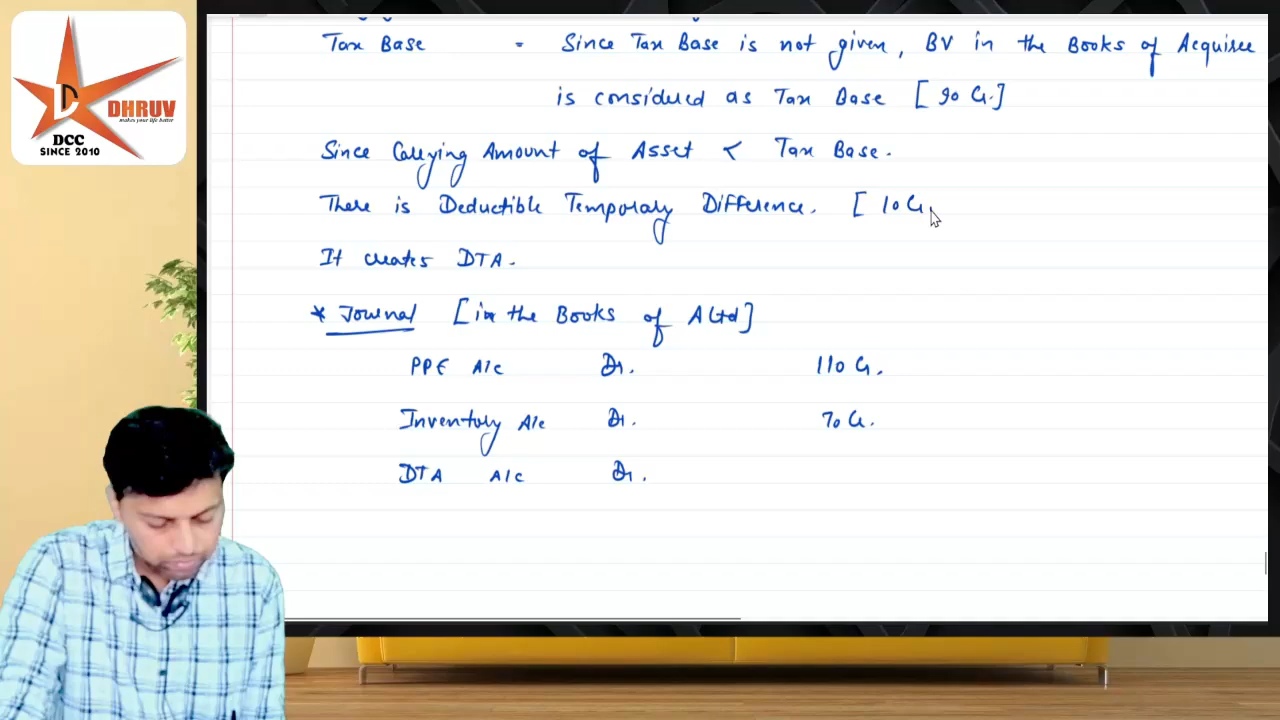 D
DHRUV
makes your life better
DCC
SINCE 2010
Tax Base = Since Tax Base is not given, BV in the Books of Acquiree
is considered as Tax Base [90 Cr.]
Since Carrying Amount of Asset < Tax Base.
There is Deductible Temporary Difference. [10 Cr.
It creates DTA.
* Journal [in the Books of A Ltd]
PPE A/c Dr. 110 Cr.
Inventory A/c Dr. 70 Cr.
DTA A/c Dr.